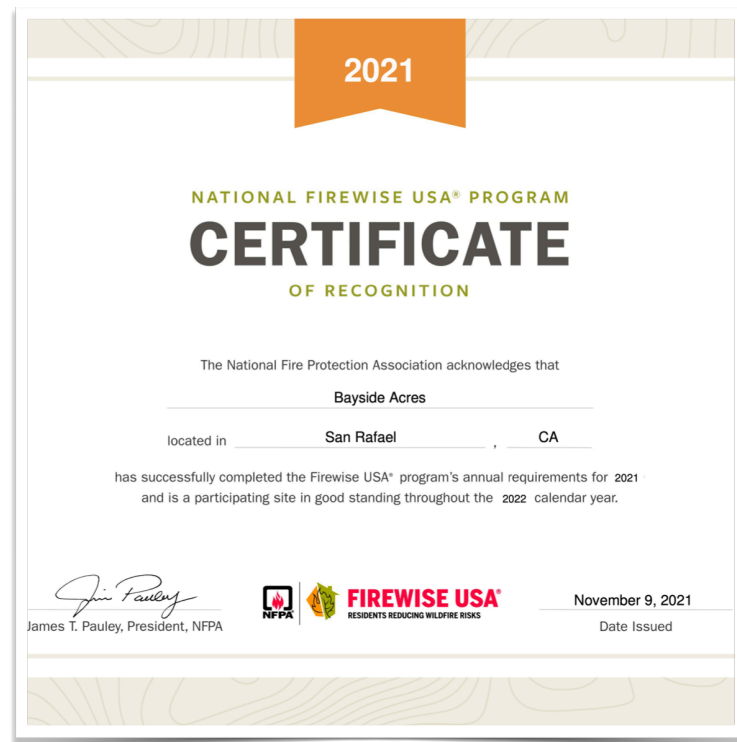 2021
NATIONAL FIREWISE USA® PROGRAM
CERTIFICATE
OF RECOGNITION
The National Fire Protection Association acknowledges that
Bayside Acres
located in San Rafael , CA
has successfully completed the Firewise USA® program's annual requirements for 2021
and is a participating site in good standing throughout the 2022 calendar year.
Jim Pauley
James T. Pauley, President, NFPA
NFPA
FIREWISE USA®
RESIDENTS REDUCING WILDFIRE RISKS
November 9, 2021
Date Issued